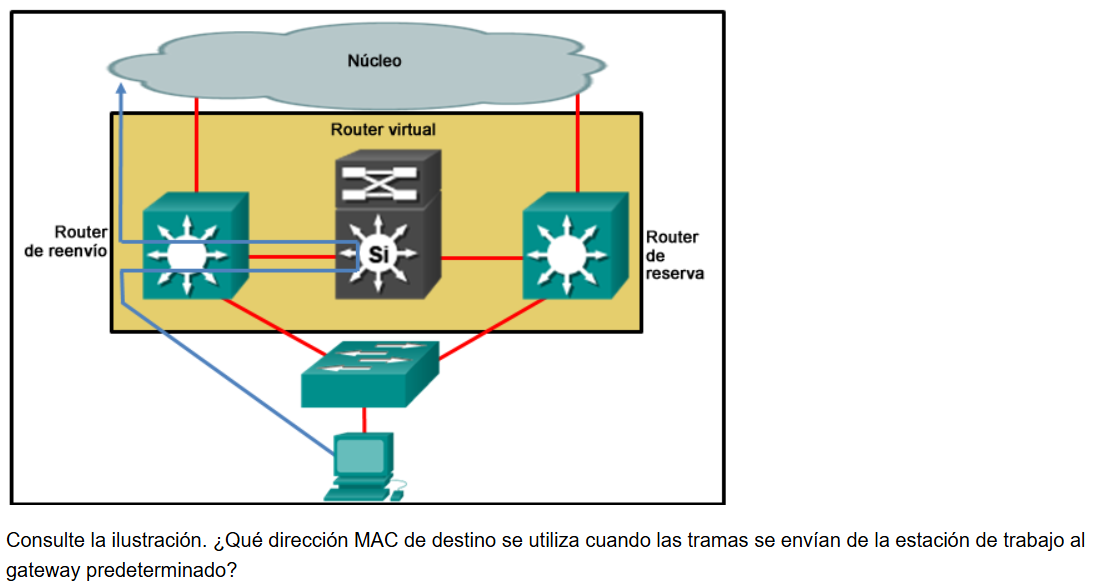 Núcleo
Router virtual
Router
de reenvío
Si
Router
de
reserva
Consulte la ilustración. ¿Qué dirección MAC de destino se utiliza cuando las tramas se envían de la estación de trabajo al
gateway predeterminado?